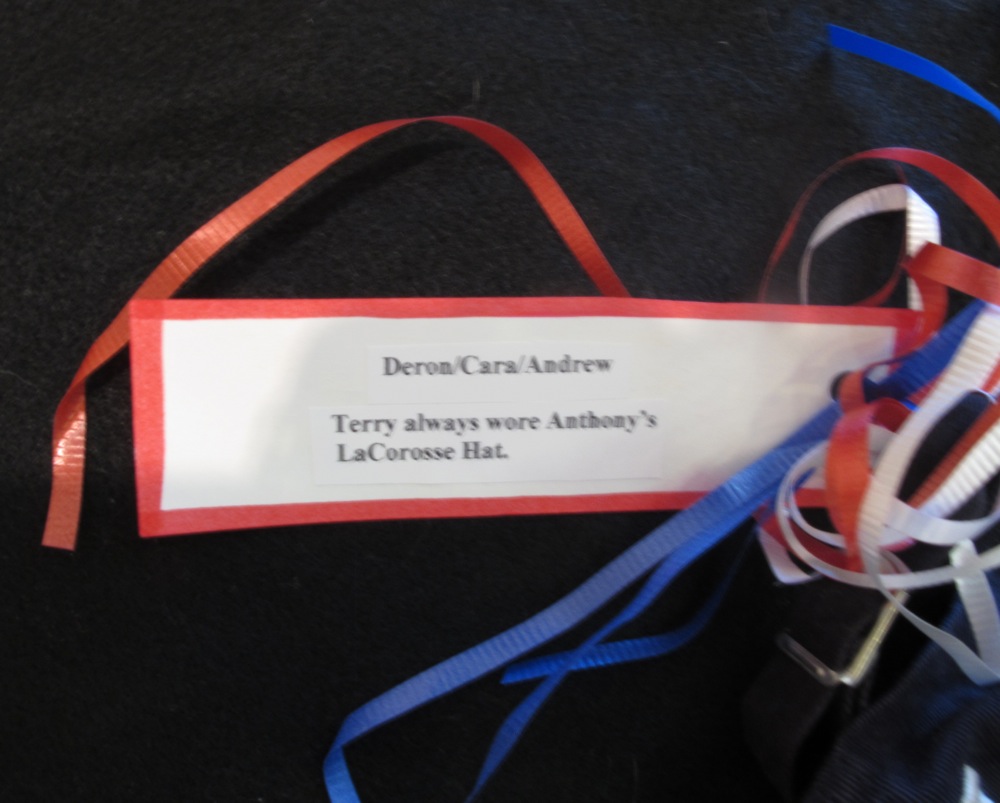 Deron/Cara/Andrew
Terry always wore Anthony's
LaCorosse Hat.